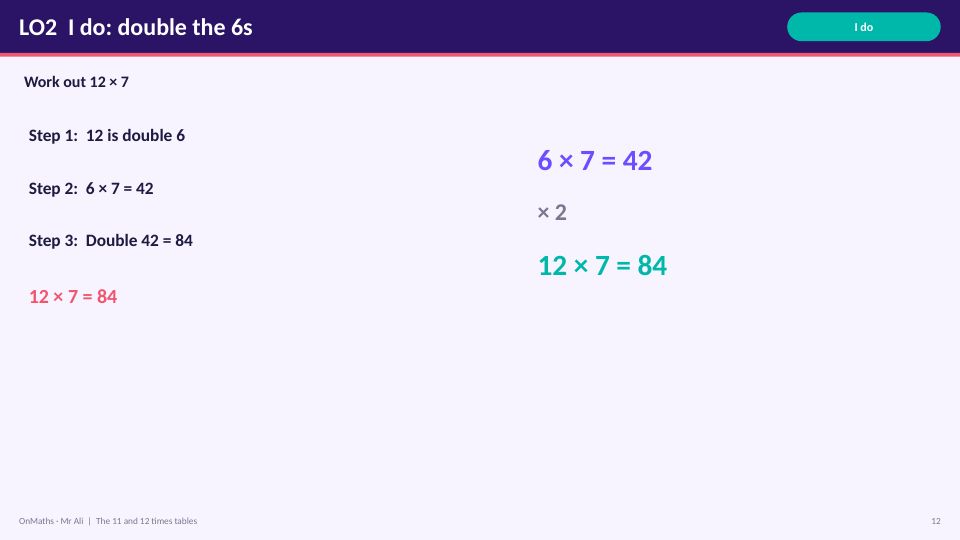 LO2  I do: double the 6s
I do
Work out 12 × 7
Step 1:  12 is double 6
Step 2:  6 × 7 = 42
Step 3:  Double 42 = 84
12 × 7 = 84
6 × 7 = 42
× 2
12 × 7 = 84
OnMaths - Mr Ali  |  The 11 and 12 times tables
12